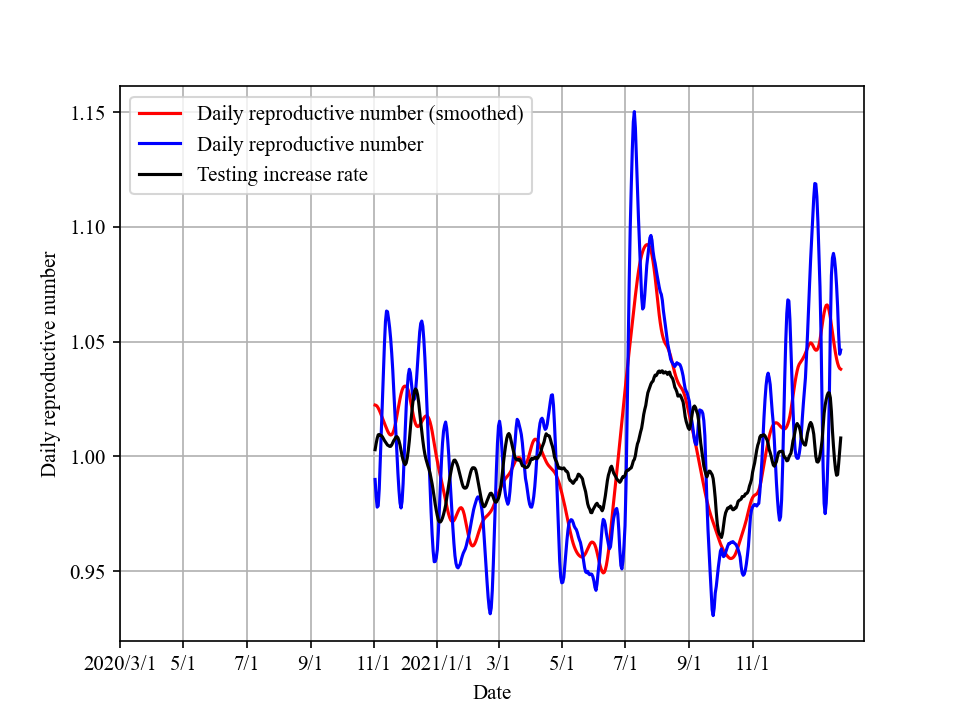 Daily reproductive number (smoothed)
Daily reproductive number
Testing increase rate
1.15
1.10
1.05
1.00
0.95
Daily reproductive number
2020/3/1 5/1 7/1 9/1 11/1 2021/1/1 3/1 5/1 7/1 9/1 11/1
Date